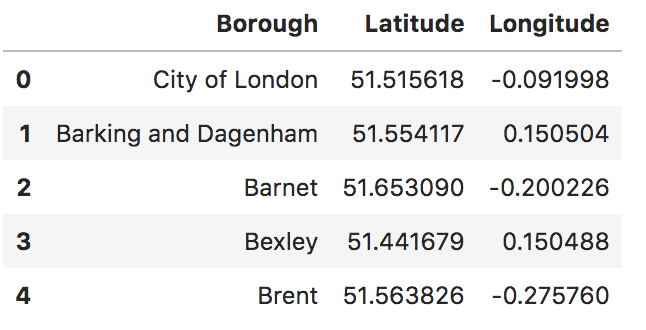 Borough Latitude Longitude
0 City of London 51.515618 -0.091998
1 Barking and Dagenham 51.554117 0.150504
2 Barnet 51.653090 -0.200226
3 Bexley 51.441679 0.150488
4 Brent 51.563826 -0.275760